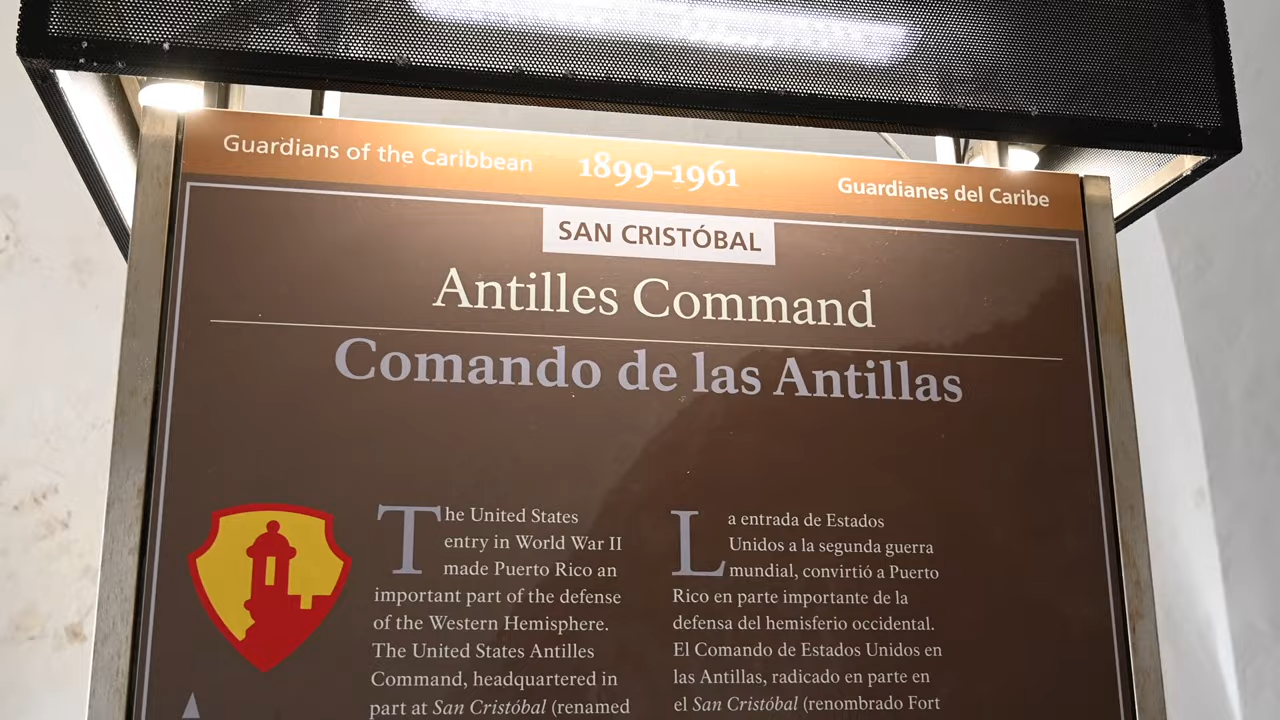 Guardians of the Caribbean 1899–1961 Guardianes del Caribe
SAN CRISTÓBAL
Antilles Command
Comando de las Antillas
The United States
entry in World War II
made Puerto Rico an
important part of the defense
of the Western Hemisphere.
The United States Antilles
Command, headquartered in
part at San Cristóbal (renamed
La entrada de Estados
Unidos a la segunda guerra
mundial, convirtió a Puerto
Rico en parte importante de la
defensa del hemisferio occidental.
El Comando de Estados Unidos en
las Antillas, radicado en parte en
el San Cristóbal (renombrado Fort